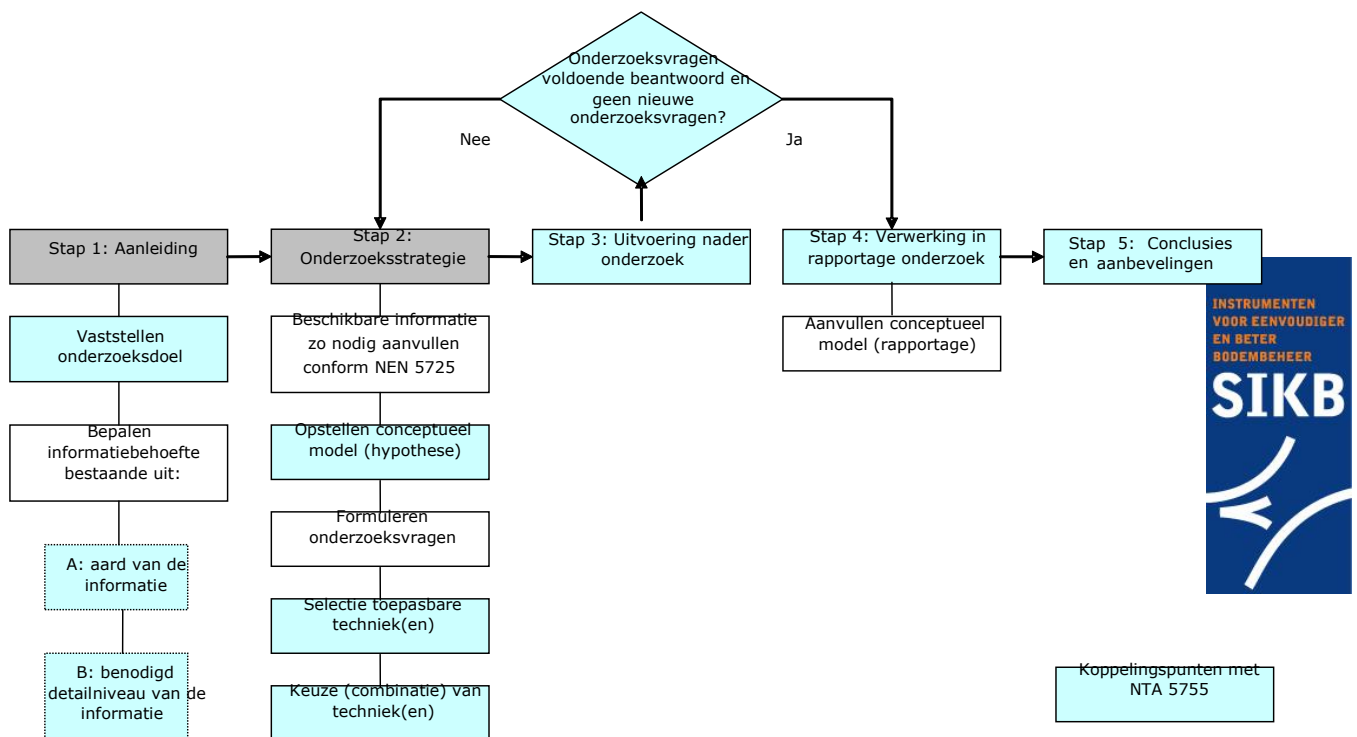 Onderzoeksvragen
voldoende beantwoord en
geen nieuwe
onderzoeksvragen?
Nee
Ja
Stap 1: Aanleiding
Stap 2:
Onderzoeksstrategie
Stap 3: Uitvoering nader
onderzoek
Stap 4: Verwerking in
rapportage onderzoek
Stap 5: Conclusies
en aanbevelingen
Vaststellen
onderzoeksdoel
Bepalen
informatiebehoefte
bestaande uit:
A: aard van de
informatie
B: benodigd
detailniveau van de
informatie
Beschikbare informatie
zo nodig aanvullen
conform NEN 5725
Opstellen conceptueel
model (hypothese)
Formuleren
onderzoeksvragen
Selectie toepasbare
techniek(en)
Keuze (combinatie) van
techniek(en)
Aanvullen conceptueel
model (rapportage)
INSTRUMENTEN
VOOR EENVOUDIGER
EN BETER
BODEMBEHEER
SIKB
Koppelingspunten met
NTA 5755